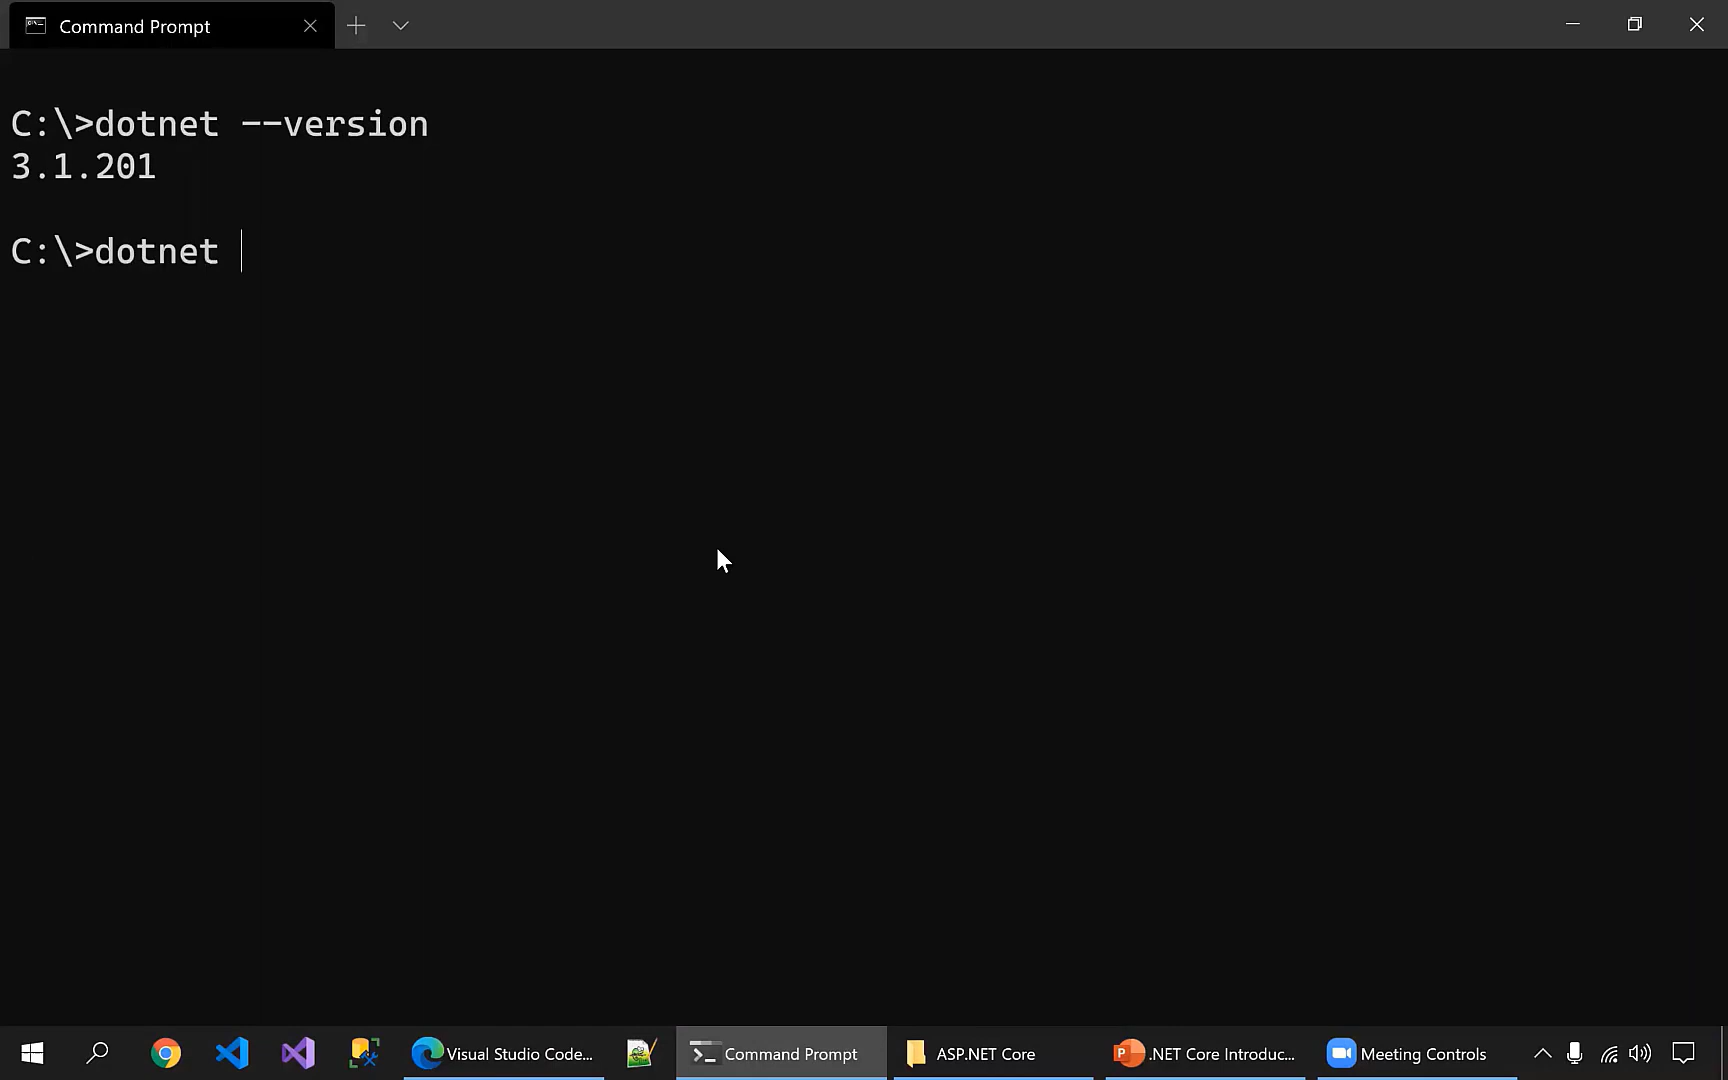 Command Prompt
C:\>dotnet --version
3.1.201
C:\>dotnet
Visual Studio Code...
Command Prompt
ASP.NET Core
.NET Core Introduc...
Meeting Controls